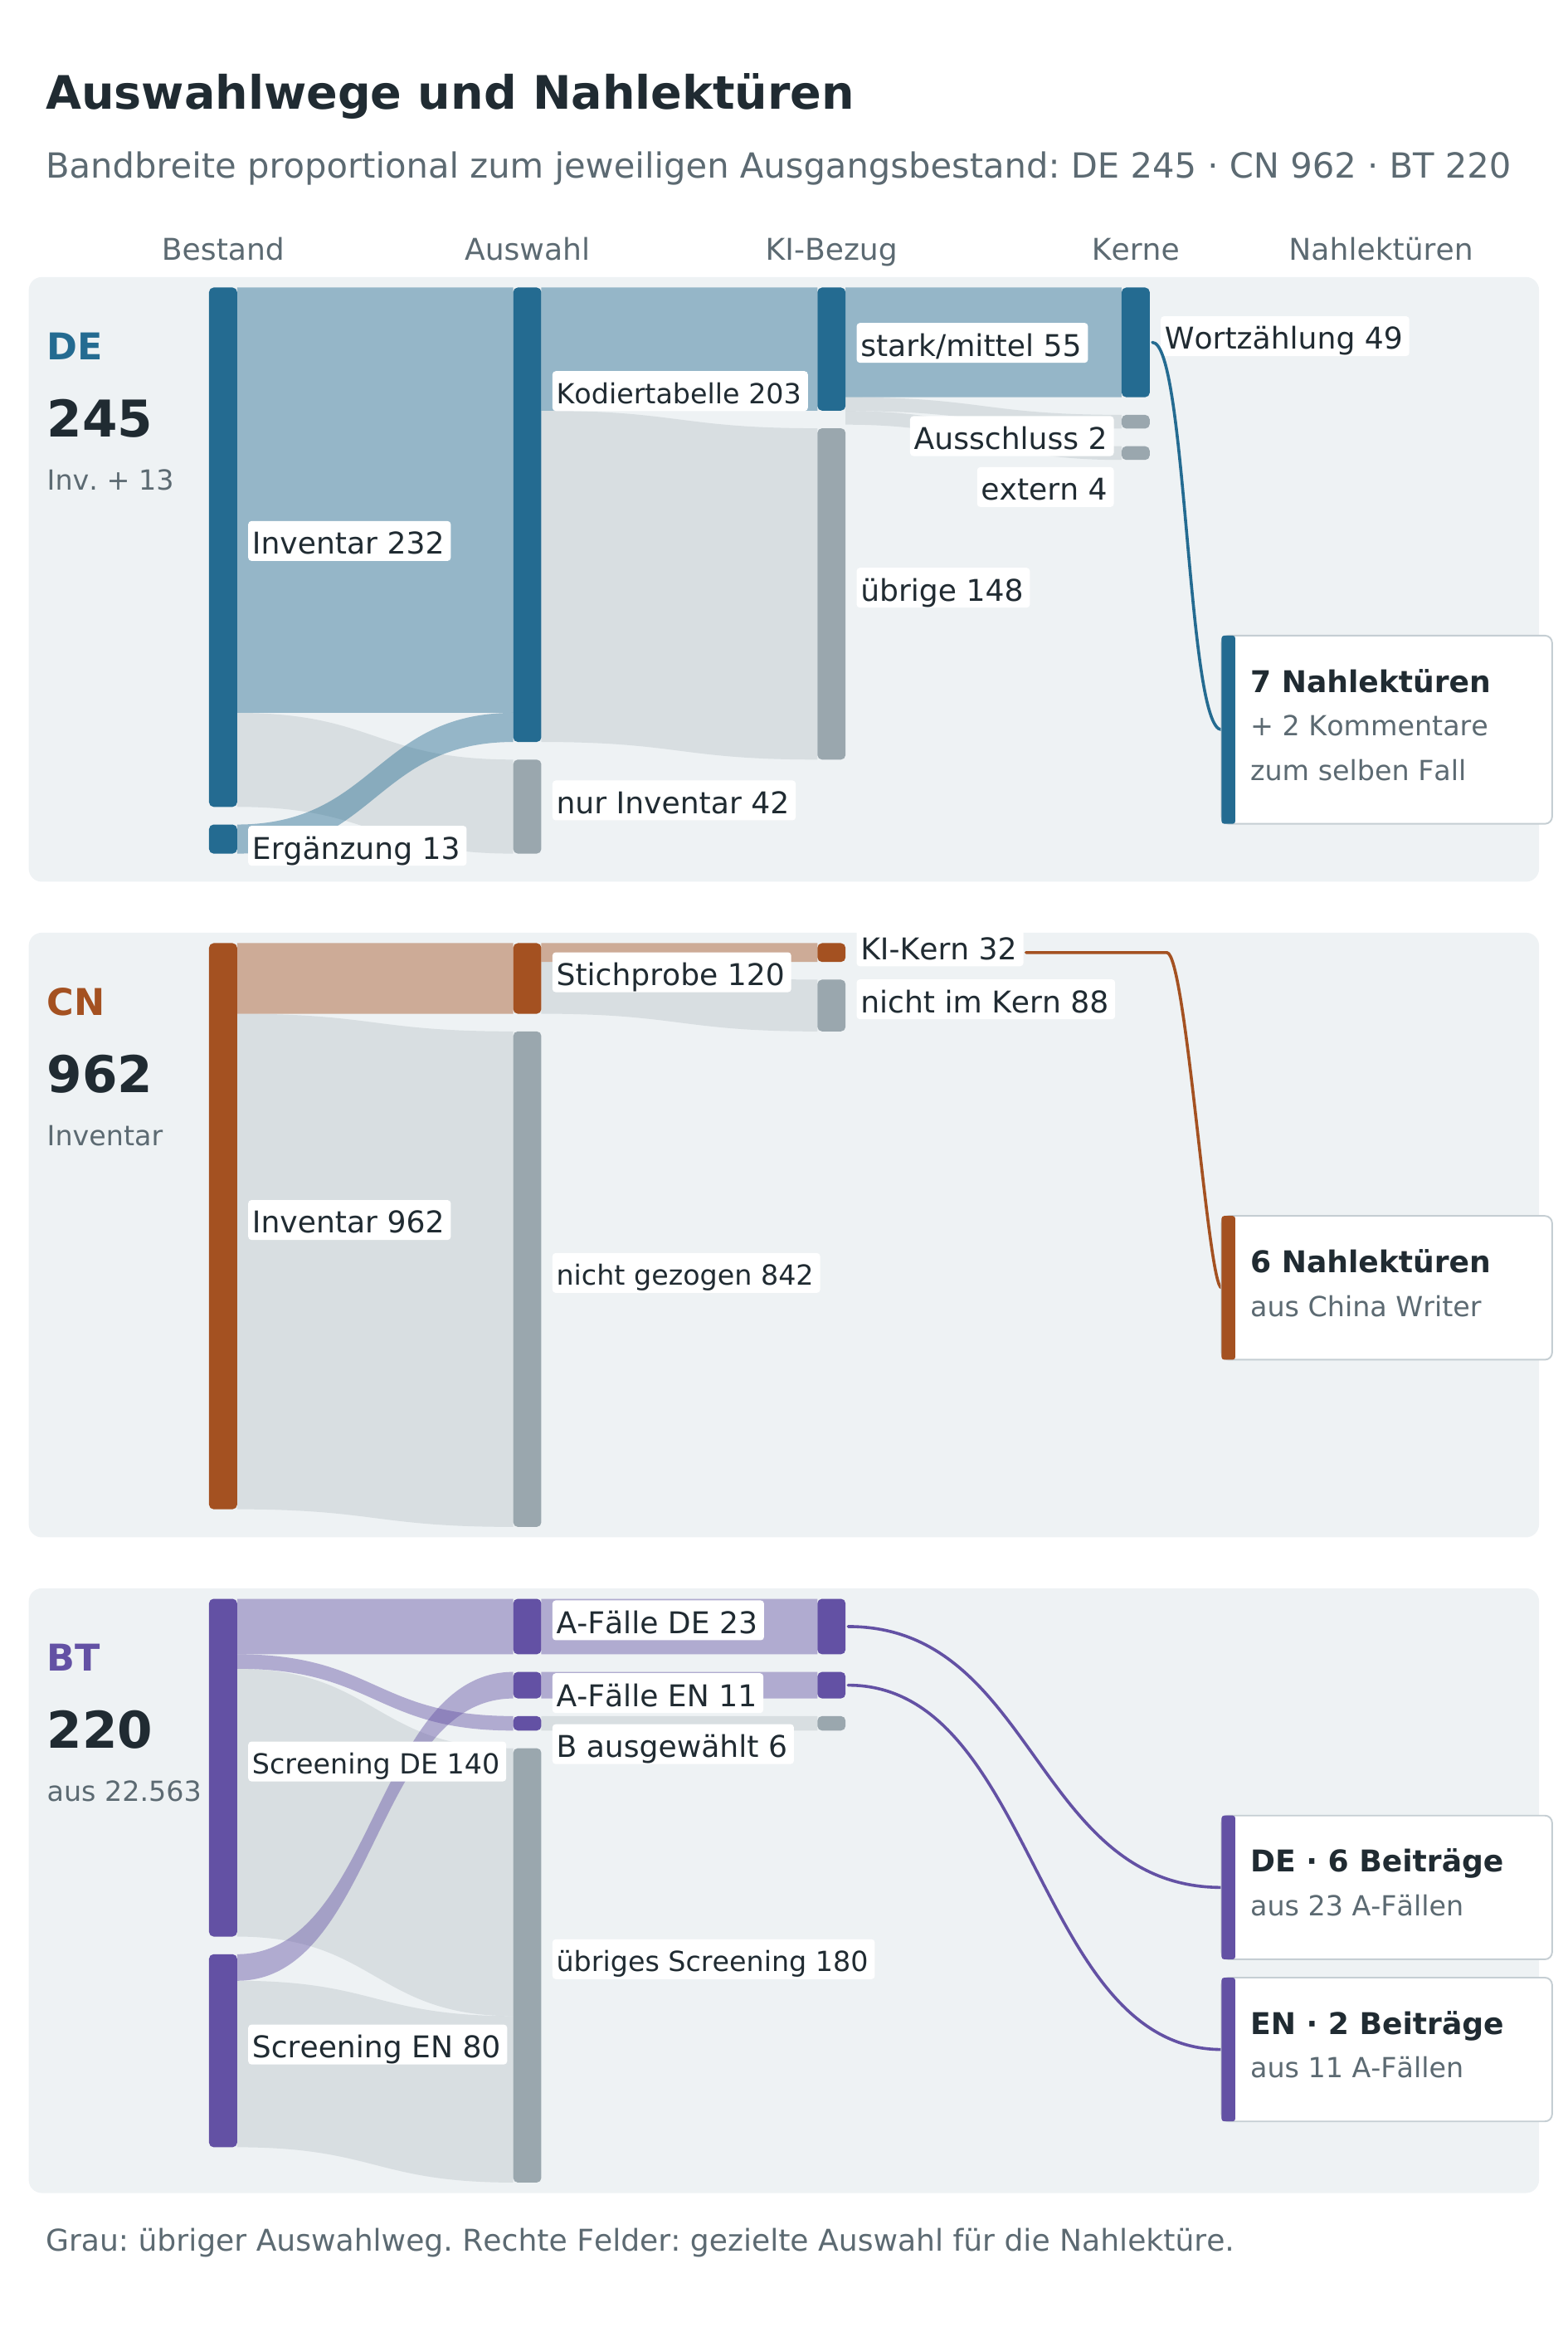 Auswahlwege und Nahlektüren
Bandbreite proportional zum jeweiligen Ausgangsbestand: DE 245 · CN 962 · BT 220
Bestand
Auswahl
KI-Bezug
Kerne
Nahlektüren
DE
245
Inv. + 13
Inventar 232
Ergänzung 13
Kodiertabelle 203
nur Inventar 42
stark/mittel 55
Ausschluss 2
extern 4
übrige 148
Wortzählung 49
7 Nahlektüren
+ 2 Kommentare
zum selben Fall
CN
962
Inventar
Inventar 962
Stichprobe 120
nicht gezogen 842
KI-Kern 32
nicht im Kern 88
6 Nahlektüren
aus China Writer
BT
220
aus 22.563
Screening DE 140
Screening EN 80
A-Fälle DE 23
A-Fälle EN 11
B ausgewählt 6
übriges Screening 180
DE · 6 Beiträge
aus 23 A-Fällen
EN · 2 Beiträge
aus 11 A-Fällen
Grau: übriger Auswahlweg. Rechte Felder: gezielte Auswahl für die Nahlektüre.